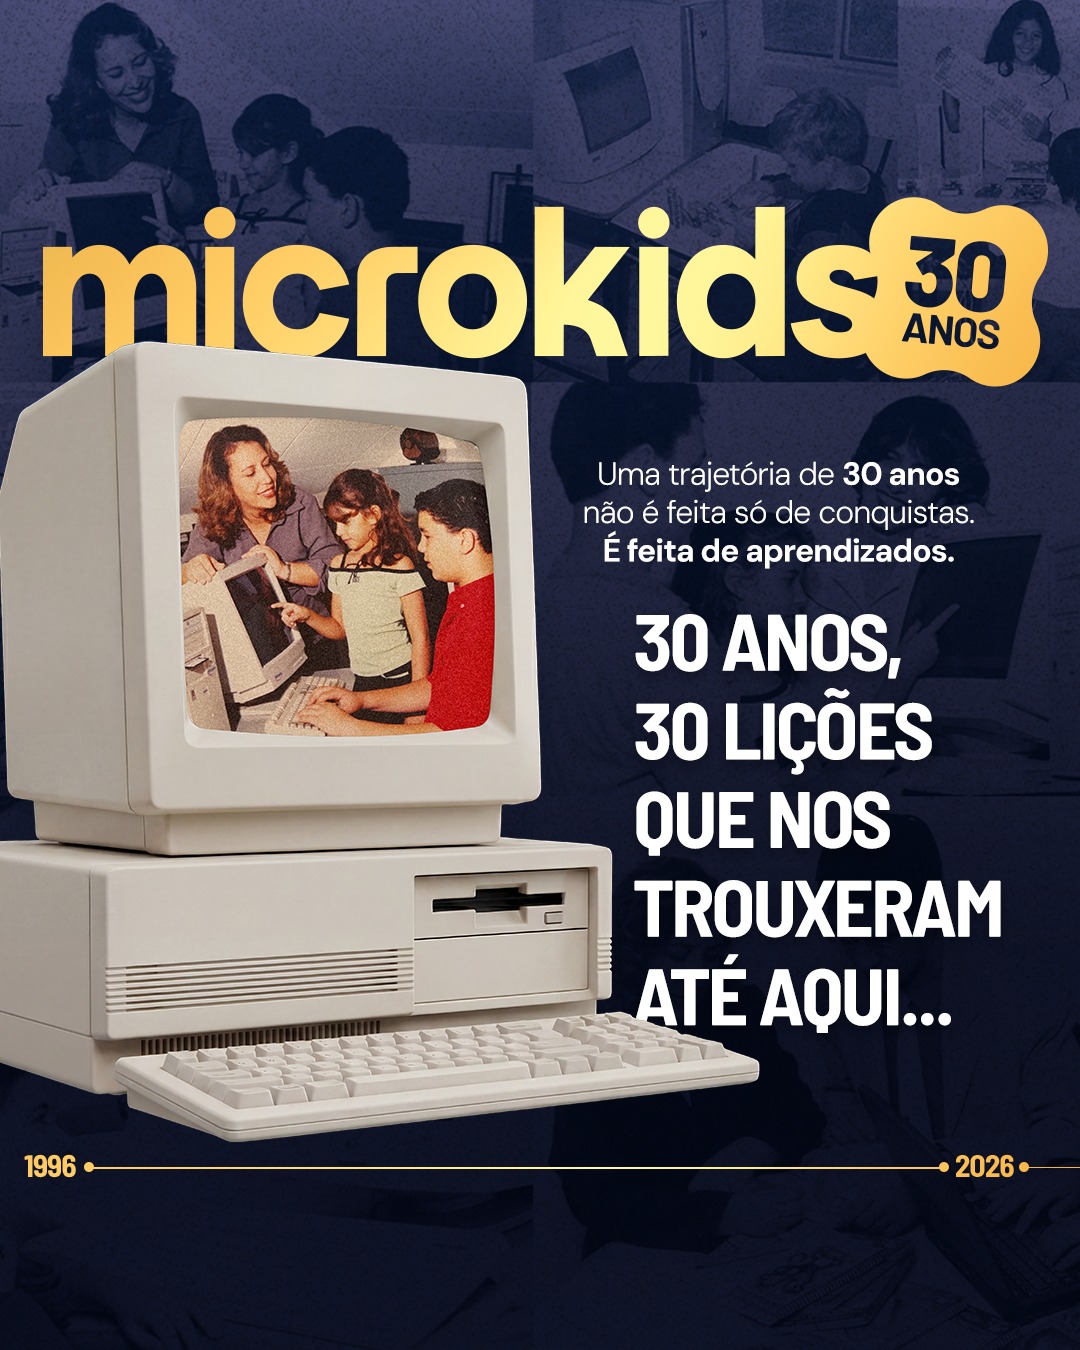 microkids
30
ANOS
Uma trajetória de 30 anos
não é feita só de conquistas.
É feita de aprendizados.
30 ANOS,
30 LIÇÕES
QUE NOS
TROUXERAM
ATÉ AQUI...
1996
2026